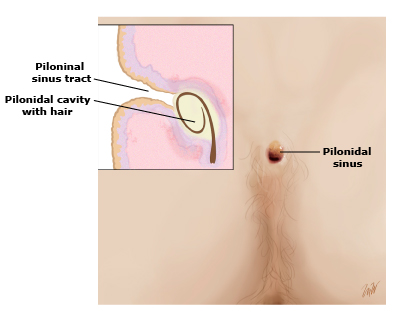 Piloninal
sinus tract
Pilonidal cavity
with hair
Pilonidal
sinus